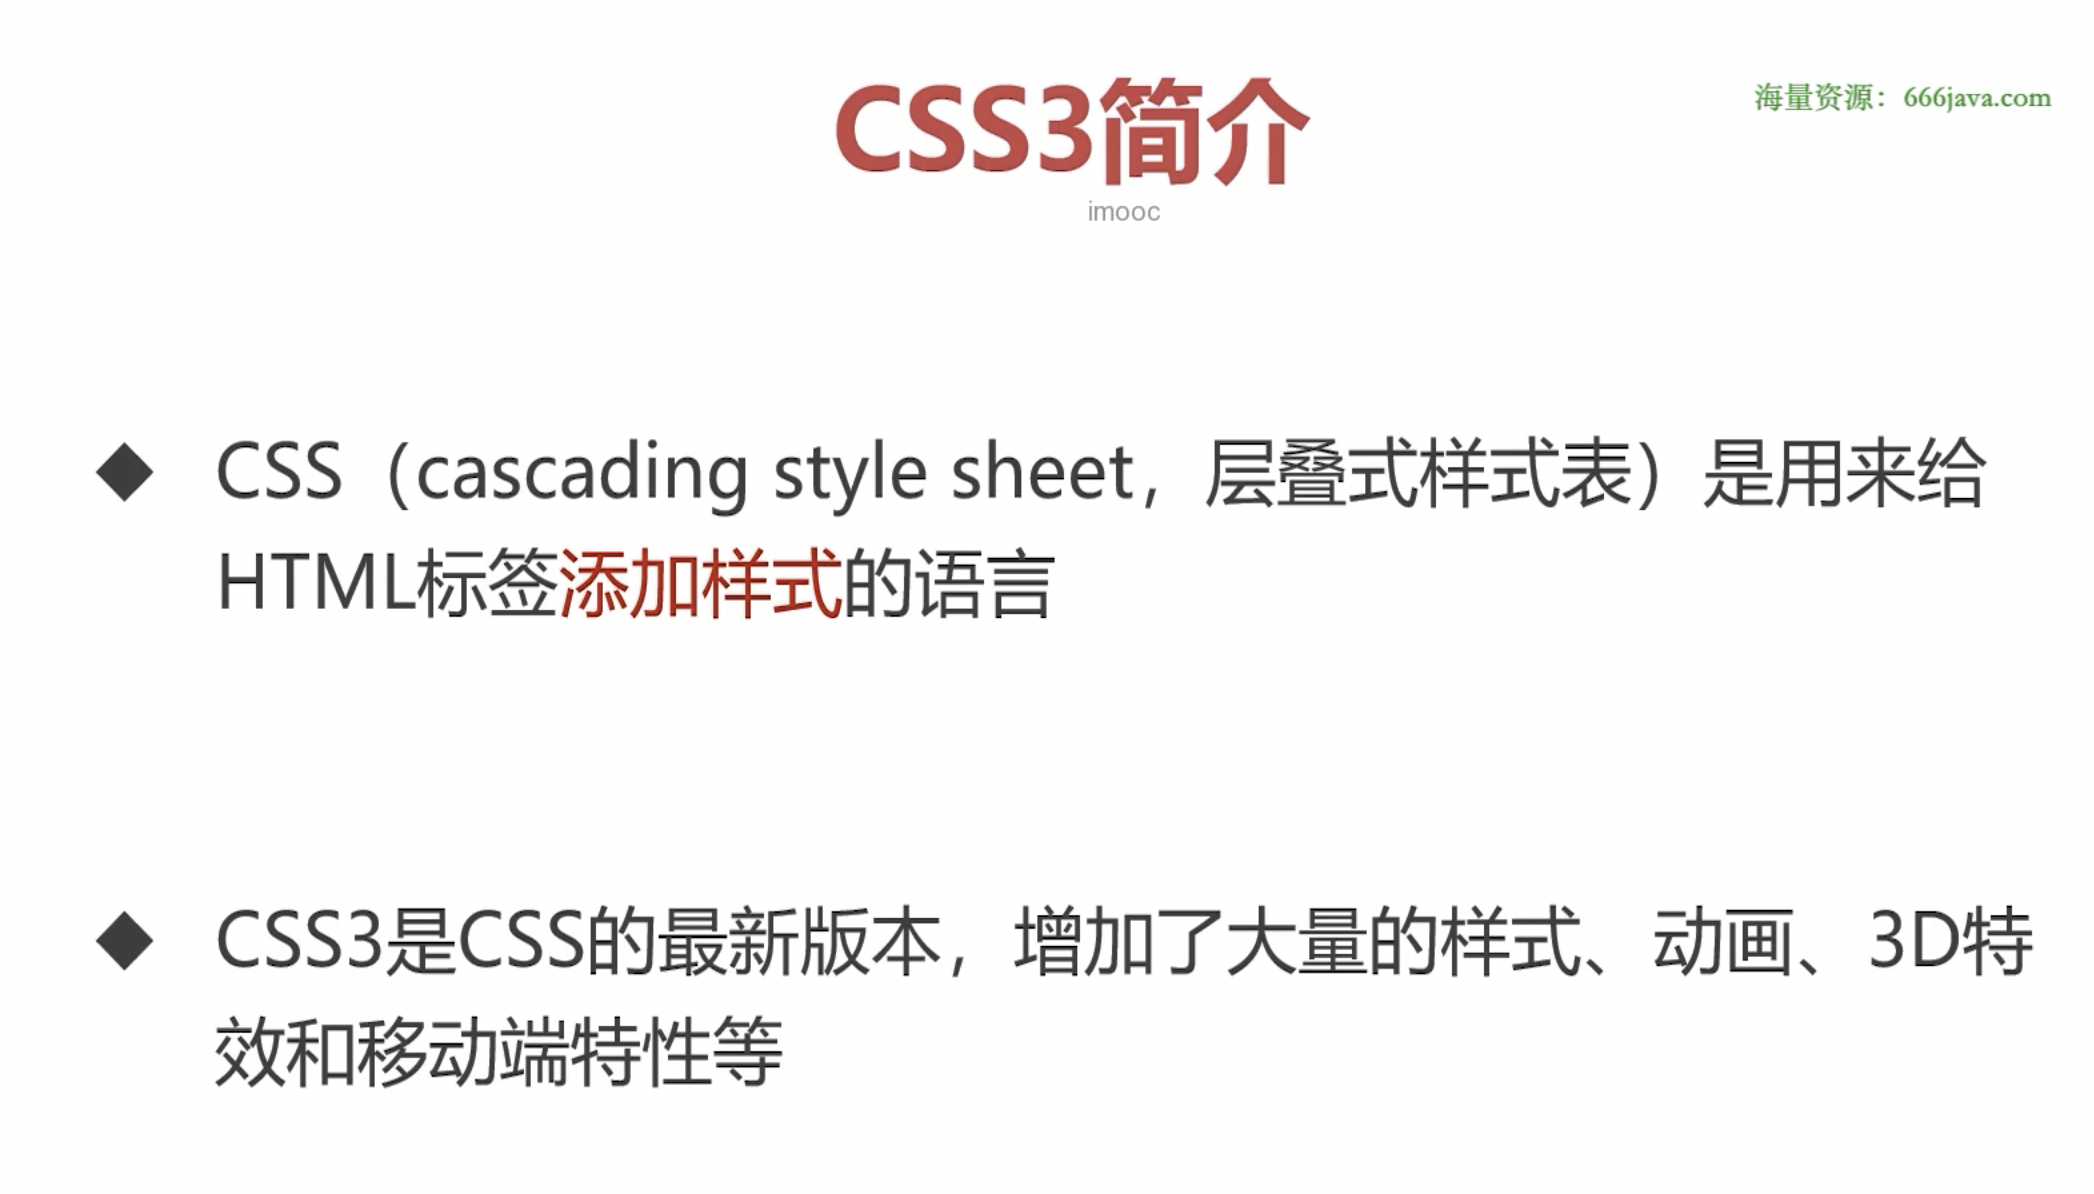 CSS3简介
海量资源：666java.com
imooc
◆ CSS（cascading style sheet，层叠式样式表）是用来给
HTML标签添加样式的语言
◆ CSS3是CSS的最新版本，增加了大量的样式、动画、3D特
效和移动端特性等